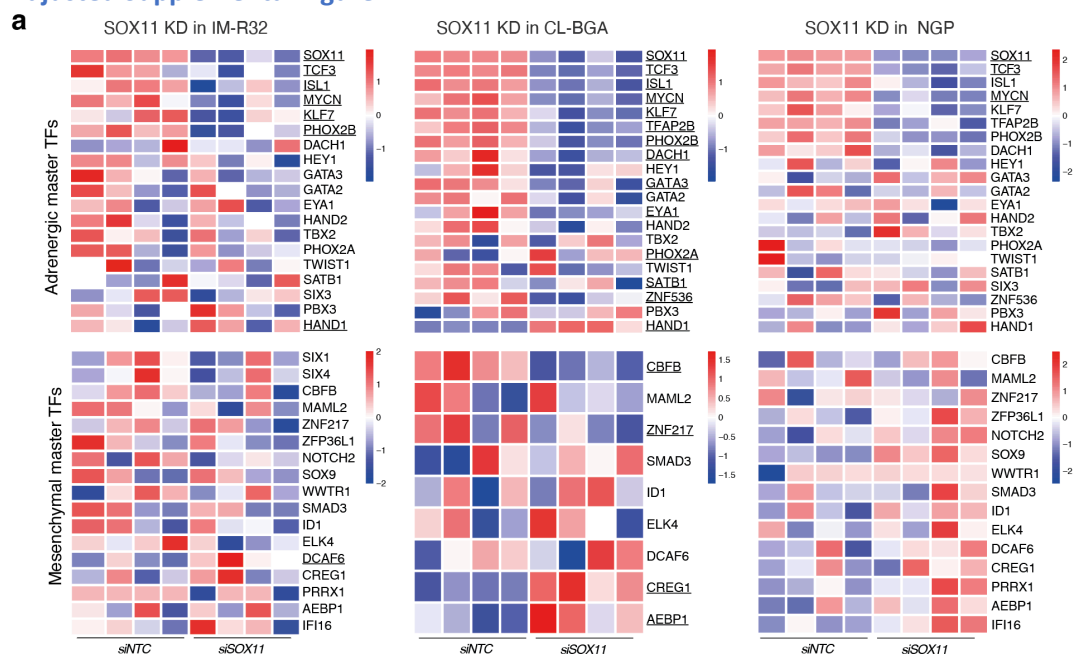 a
SOX11 KD in IM-R32
SOX11 KD in CL-BGA
SOX11 KD in NGP
Adrenergic master TFs
SOX11
TCF3
ISL1
MYCN
KLF7
PHOX2B
DACH1
HEY1
GATA3
GATA2
EYA1
HAND2
TBX2
PHOX2A
TWIST1
SATB1
SIX3
PBX3
HAND1
1
0
−1
SOX11
TCF3
ISL1
MYCN
KLF7
TFAP2B
PHOX2B
DACH1
HEY1
GATA3
GATA2
EYA1
HAND2
TBX2
PHOX2A
TWIST1
SATB1
ZNF536
PBX3
HAND1
1
0
−1
SOX11
TCF3
ISL1
MYCN
KLF7
TFAP2B
PHOX2B
DACH1
HEY1
GATA3
GATA2
EYA1
HAND2
TBX2
PHOX2A
TWIST1
SATB1
SIX3
ZNF536
PBX3
HAND1
2
1
0
−1
−2
Mesenchymal master TFs
SIX1
SIX4
CBFB
MAML2
ZNF217
ZFP36L1
NOTCH2
SOX9
WWTR1
SMAD3
ID1
ELK4
DCAF6
CREG1
PRRX1
AEBP1
IFI16
2
1
0
−1
−2
CBFB
MAML2
ZNF217
SMAD3
ID1
ELK4
DCAF6
CREG1
AEBP1
1.5
1
0.5
0
−0.5
−1
−1.5
CBFB
MAML2
ZNF217
ZFP36L1
NOTCH2
SOX9
WWTR1
SMAD3
ID1
ELK4
DCAF6
CREG1
PRRX1
AEBP1
IFI16
2
1
0
−1
−2
siNTC
siSOX11
siNTC
siSOX11
siNTC
siSOX11